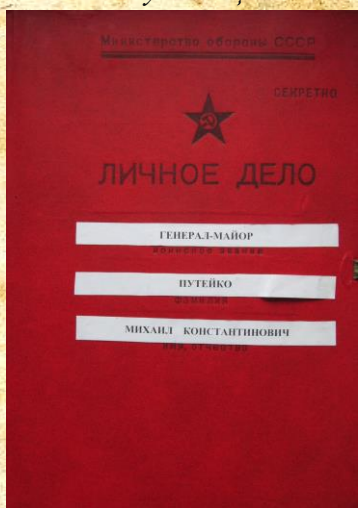 Министерство обороны СССР
СЕКРЕТНО
ЛИЧНОЕ ДЕЛО
ГЕНЕРАЛ-МАЙОР
воинское звание
ПУТЕЙКО
фамилия
МИХАИЛ КОНСТАНТИНОВИЧ
имя, отчество